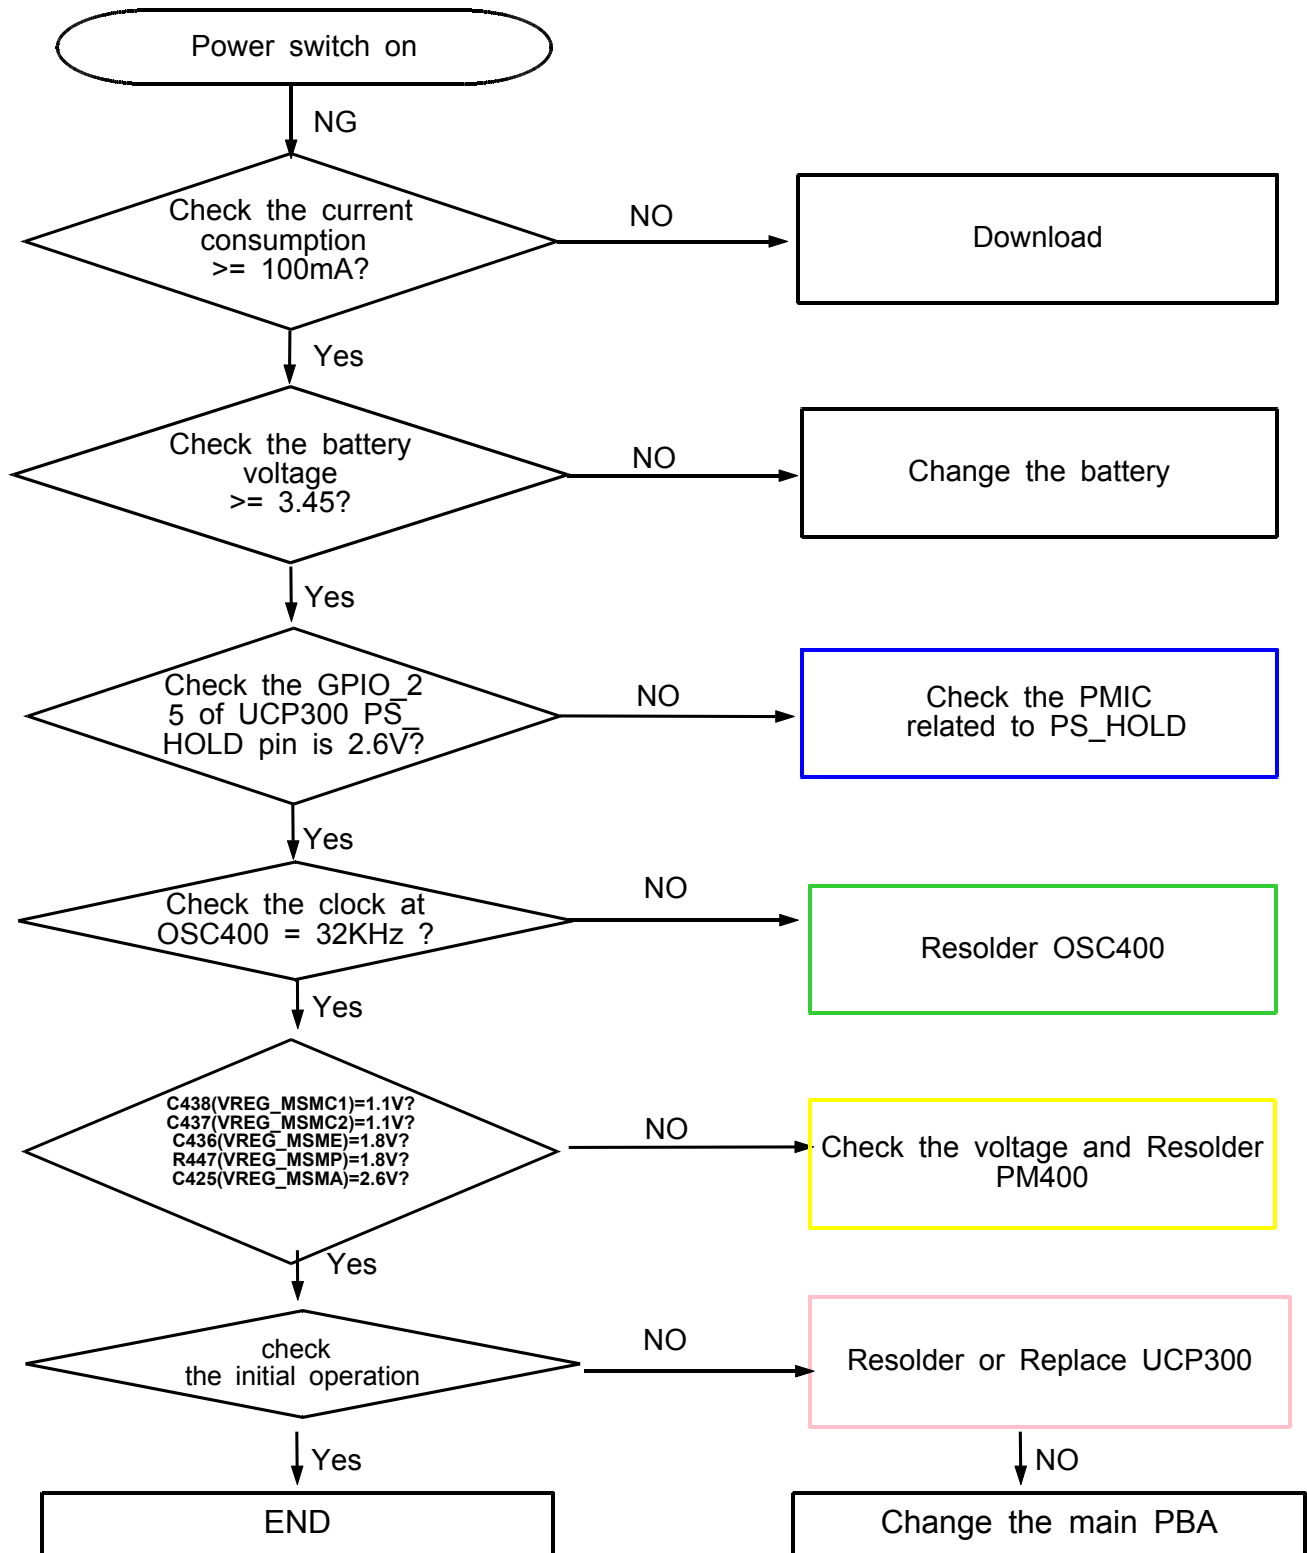 Power switch on
NG
Check the current
consumption
>= 100mA?
NO
Download
Yes
Check the battery
voltage
>= 3.45?
NO
Change the battery
Yes
Check the GPIO_2
5 of UCP300 PS_
HOLD pin is 2.6V?
NO
Check the PMIC
related to PS_HOLD
Yes
Check the clock at
OSC400 = 32KHz ?
NO
Resolder OSC400
Yes
C438(VREG_MSMC1)=1.1V?
C437(VREG_MSMC2)=1.1V?
C436(VREG_MSME)=1.8V?
R447(VREG_MSMP)=1.8V?
C425(VREG_MSMA)=2.6V?
NO
Check the voltage and Resolder
PM400
Yes
check
the initial operation
NO
Resolder or Replace UCP300
Yes
NO
END
Change the main PBA